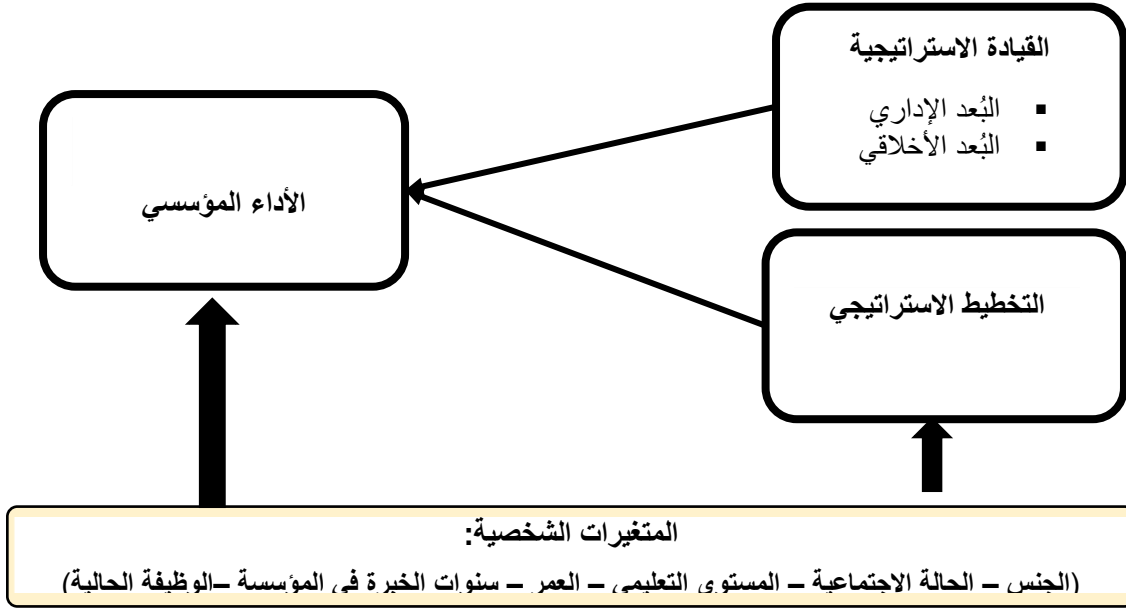 القيادة الاستراتيجية
▪ البُعد الإداري
▪ البُعد الأخلاقي
الأداء المؤسسي
التخطيط الاستراتيجي
المتغيرات الشخصية:
(الجنس – الحالة الاجتماعية – المستوى التعليمي – العمر – سنوات الخبرة في المؤسسة –الوظيفة الحالية)